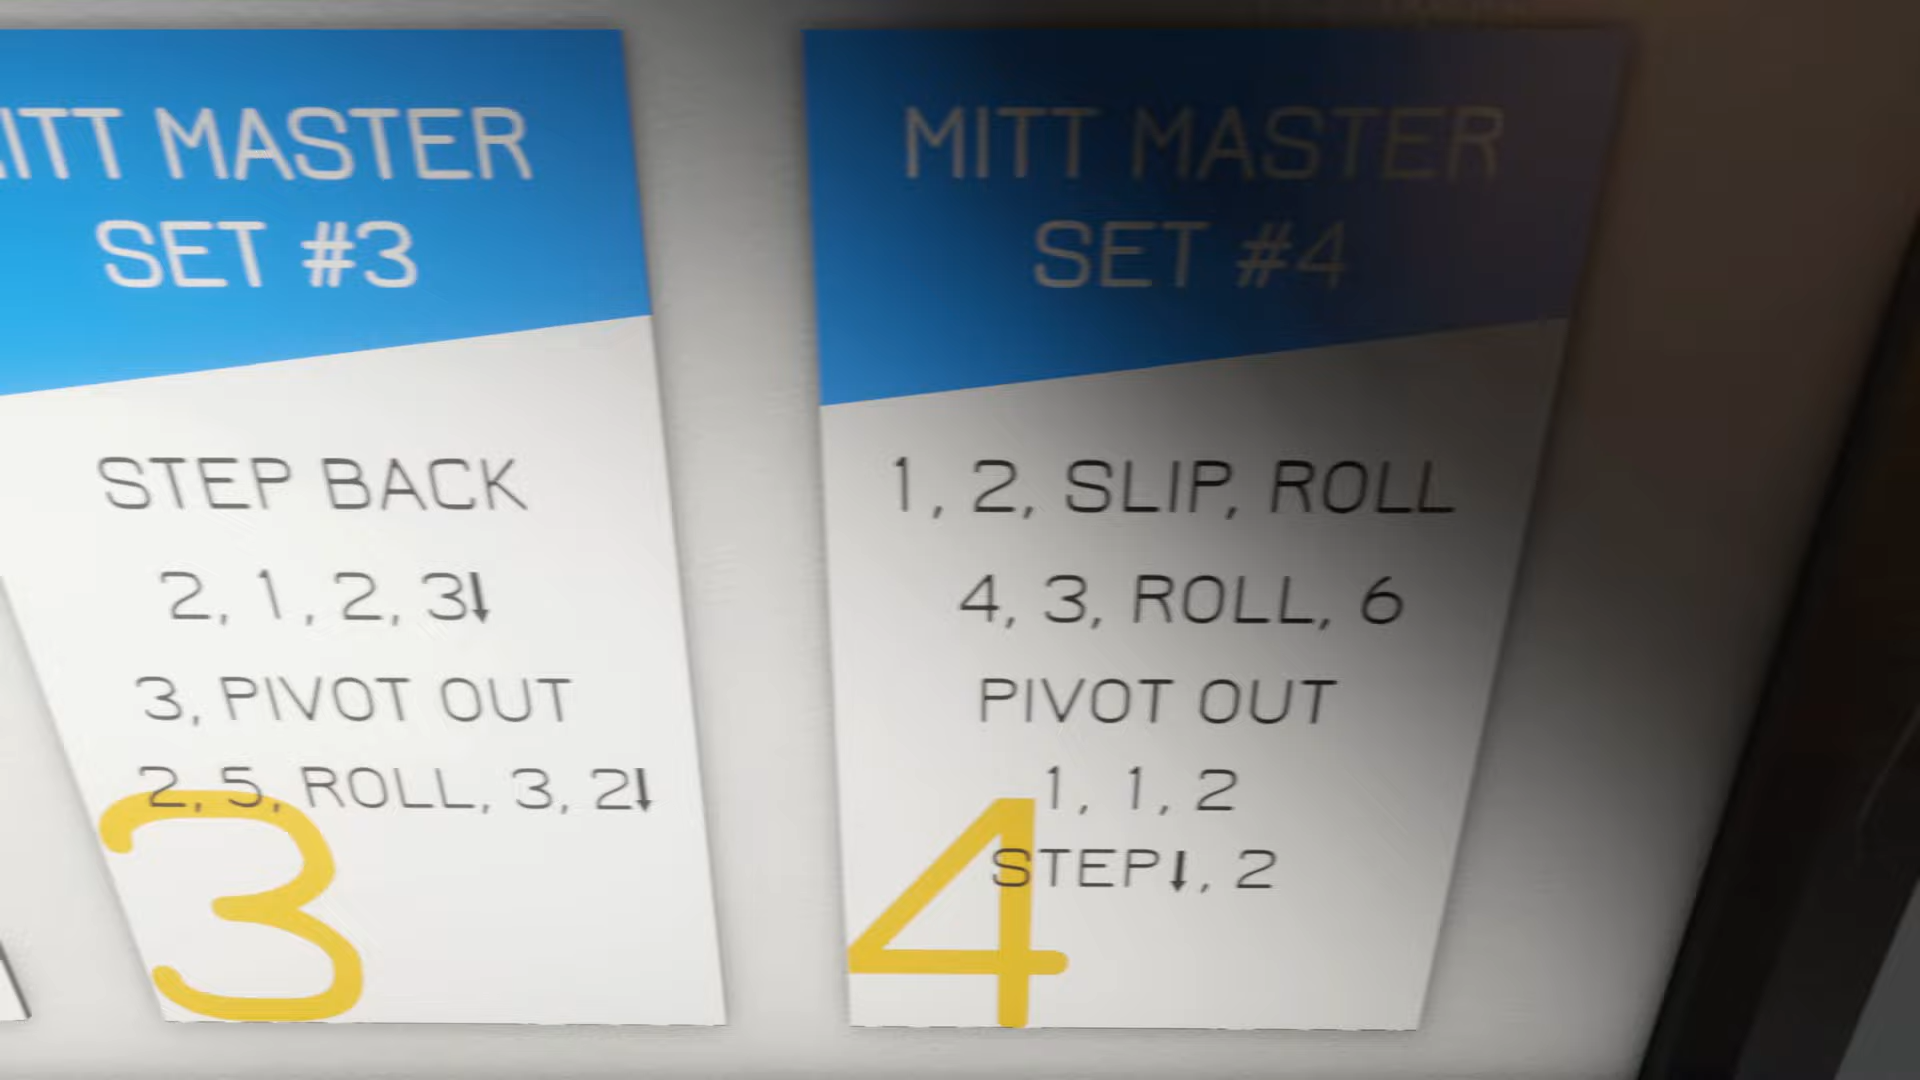 MITT MASTER
SET #3
STEP BACK
2, 1, 2, 3⬇
3, PIVOT OUT
2, 5, ROLL, 3, 2⬇
3
MITT MASTER
SET #4
1, 2, SLIP, ROLL
4, 3, ROLL, 6
PIVOT OUT
1, 1, 2
STEP⬇, 2
4